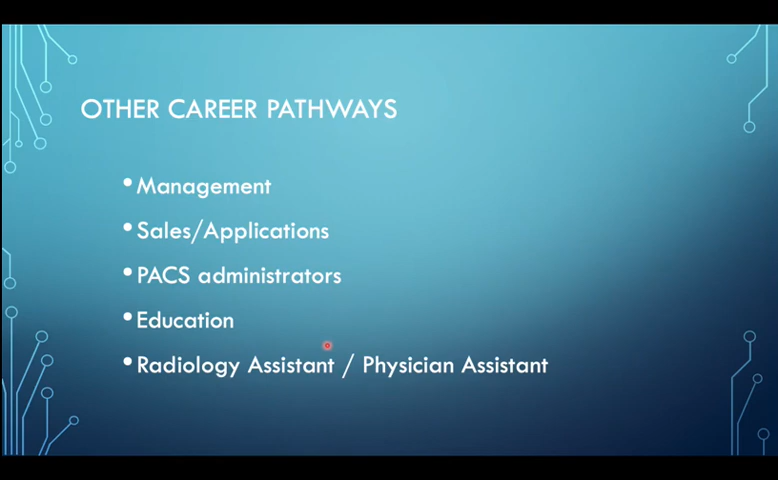 OTHER CAREER PATHWAYS
•Management
•Sales/Applications
•PACS administrators
•Education
•Radiology Assistant / Physician Assistant